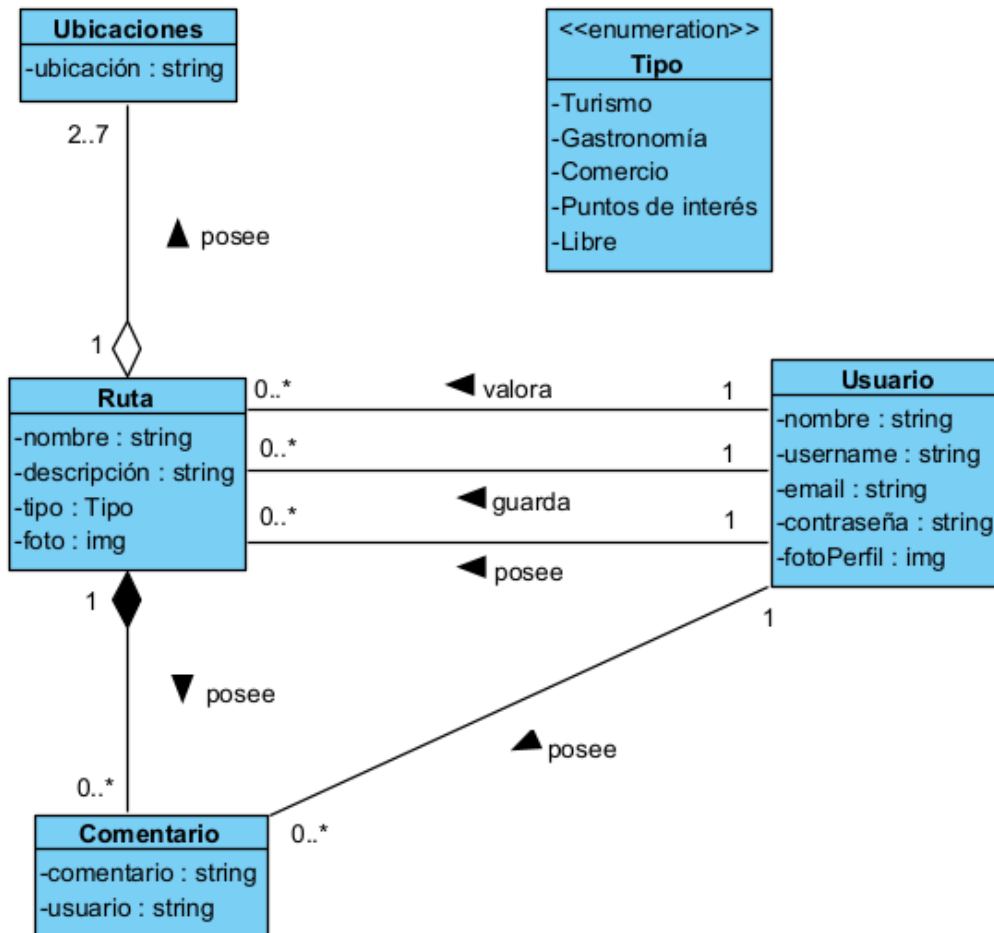 Ubicaciones
-ubicación : string
<<enumeration>>
Tipo
-Turismo
-Gastronomía
-Comercio
-Puntos de interés
-Libre
2..7
posee
1
Ruta
-nombre : string
-descripción : string
-tipo : Tipo
-foto : img
0..*
valora
1
0..*
guarda
1
0..*
posee
1
Usuario
-nombre : string
-username : string
-email : string
-contraseña : string
-fotoPerfil : img
1
posee
0..*
1
posee
0..*
Comentario
-comentario : string
-usuario : string